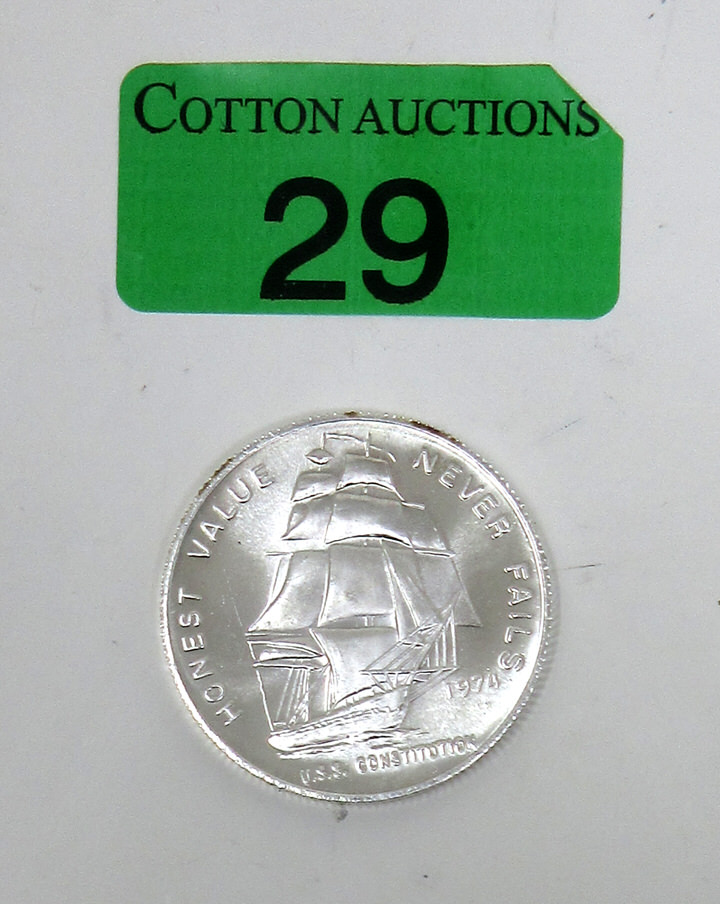 COTTON AUCTIONS
29
HONEST VALUE NEVER FAILS
1974
U.S.S. CONSTITUTION